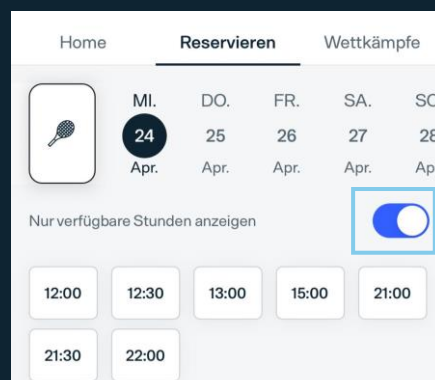 Home Reservieren Wettkämpfe
MI. DO. FR. SA.
24 25 26 27 28
Apr. Apr. Apr. Apr.
Nur verfügbare Stunden anzeigen
12:00 12:30 13:00 15:00 21:00
21:30 22:00